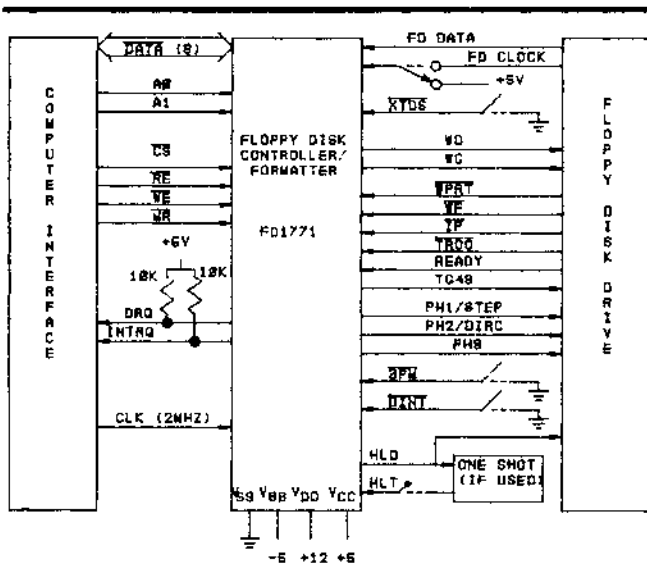 COMPUTER INTERFACE
DATA (8)
A0
A1
CS
RE
WE
MR
+5V
10K
10K
DRQ
INTRQ
CLK (2MHZ)
FLOPPY DISK
CONTROLLER/
FORMATTER
FD1771
VSS VBB VDD VCC
-5 +12 +5
FD DATA
FD CLOCK
+5V
XTDS
WD
WG
WPRT
WF
IP
TR00
READY
TG43
PH1/STEP
PH2/DIRC
PH3
3PM
DINT
HLD
HLT
ONE SHOT
(IF USED)
FLOPPY DISK DRIVE